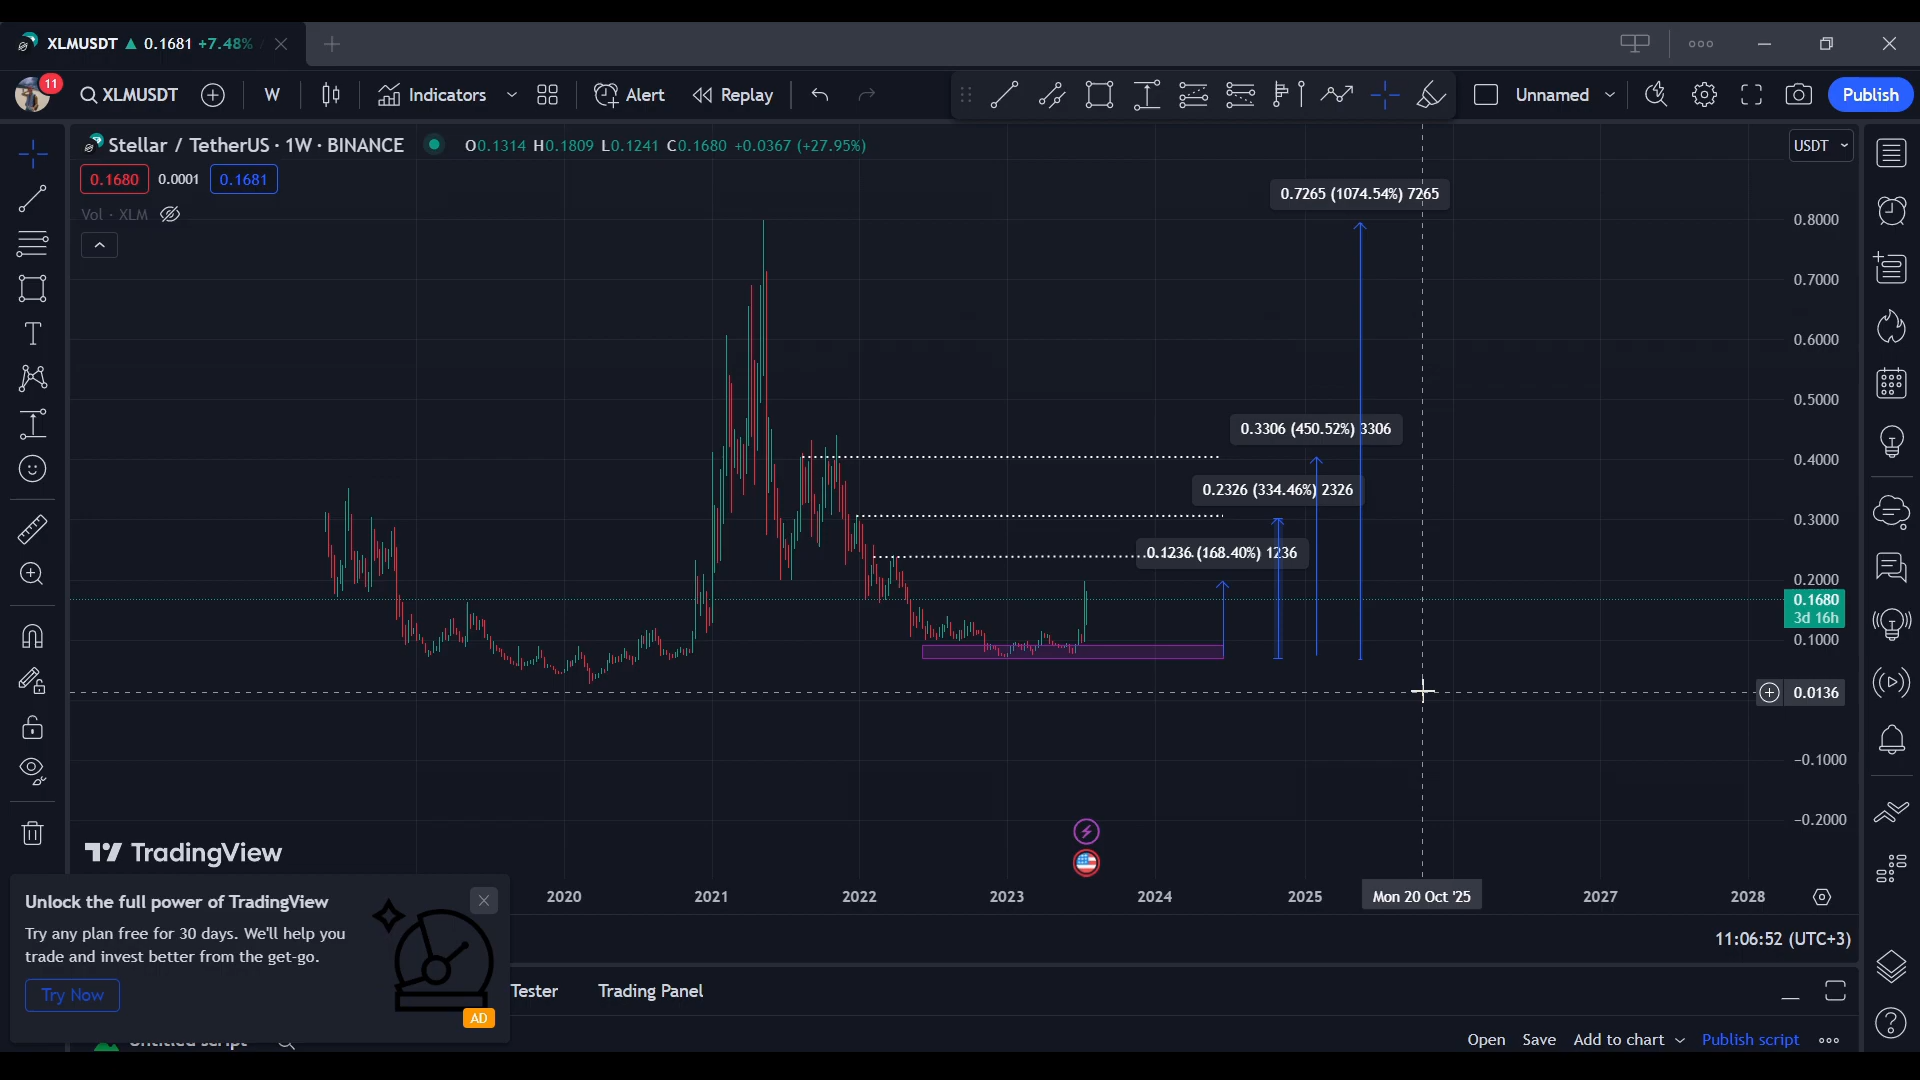 XLMUSDT ▲ 0.1681 +7.48% /
11
XLMUSDT
W
Indicators
Alert
Replay
Unnamed
Publish
Stellar / TetherUS · 1W · BINANCE
O0.1314 H0.1809 L0.1241 C0.1680 +0.0367 (+27.95%)
USDT
0.1680
0.0001
0.1681
Vol · XLM
0.7265 (1074.54%) 7265
0.8000
0.7000
0.6000
0.5000
0.3306 (450.52%) 3306
0.4000
0.2326 (334.46%) 2326
0.3000
0.1236 (168.40%) 1236
0.2000
0.1680
3d 16h
0.1000
0.0136
−0.1000
−0.2000
TradingView
2020
2021
2022
2023
2024
2025
Mon 20 Oct '25
2027
2028
Unlock the full power of TradingView
Try any plan free for 30 days. We'll help you
trade and invest better from the get-go.
Try Now
AD
11:06:52 (UTC+3)
Tester
Trading Panel
Untitled script
Open
Save
Add to chart
Publish script